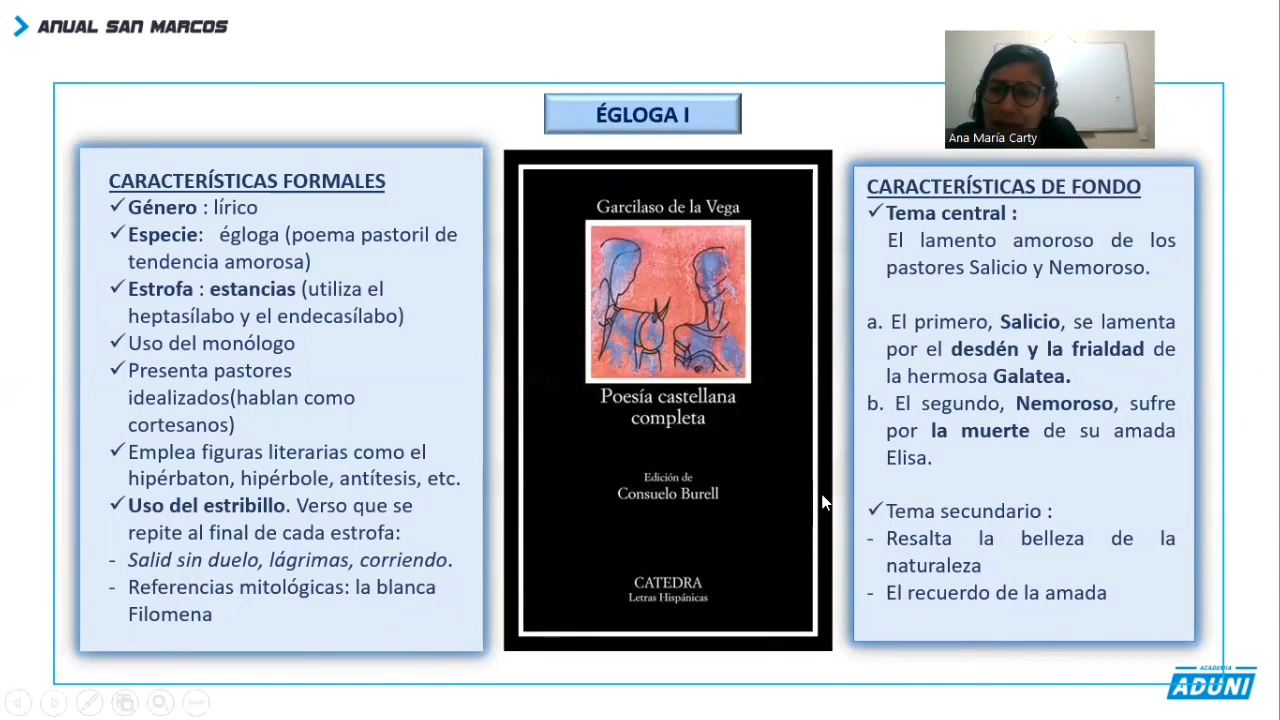 ANUAL SAN MARCOS
Ana María Carty
ÉGLOGA I
CARACTERÍSTICAS FORMALES
✓Género : lírico
✓Especie: égloga (poema pastoril de
tendencia amorosa)
✓Estrofa : estancias (utiliza el
heptasílabo y el endecasílabo)
✓Uso del monólogo
✓Presenta pastores
idealizados(hablan como
cortesanos)
✓Emplea figuras literarias como el
hipérbaton, hipérbole, antítesis, etc.
✓Uso del estribillo. Verso que se
repite al final de cada estrofa:
- Salid sin duelo, lágrimas, corriendo.
- Referencias mitológicas: la blanca
Filomena
Garcilaso de la Vega
Poesía castellana
completa
Edición de
Consuelo Burell
CATEDRA
Letras Hispánicas
CARACTERÍSTICAS DE FONDO
✓Tema central :
El lamento amoroso de los
pastores Salicio y Nemoroso.
a. El primero, Salicio, se lamenta
por el desdén y la frialdad de
la hermosa Galatea.
b. El segundo, Nemoroso, sufre
por la muerte de su amada
Elisa.
✓Tema secundario :
- Resalta la belleza de la
naturaleza
- El recuerdo de la amada
ACADEMIA
ADUNI